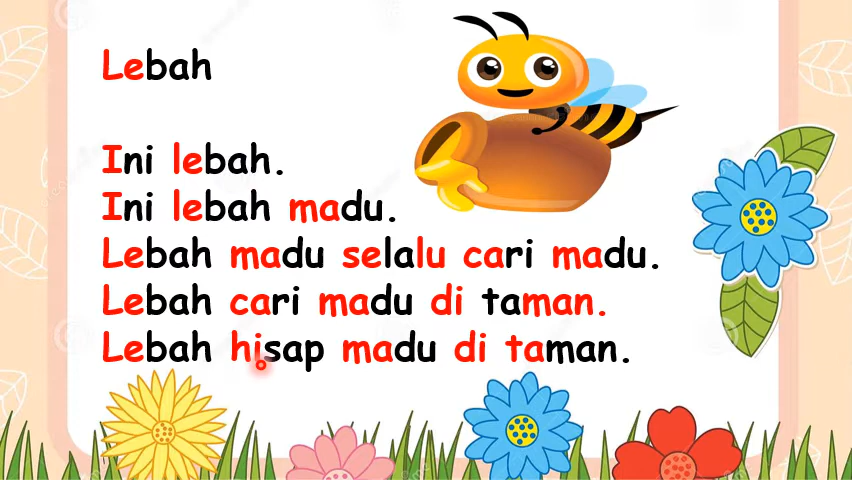 Lebah
Ini lebah.
Ini lebah madu.
Lebah madu selalu cari madu.
Lebah cari madu di taman.
Lebah hisap madu di taman.